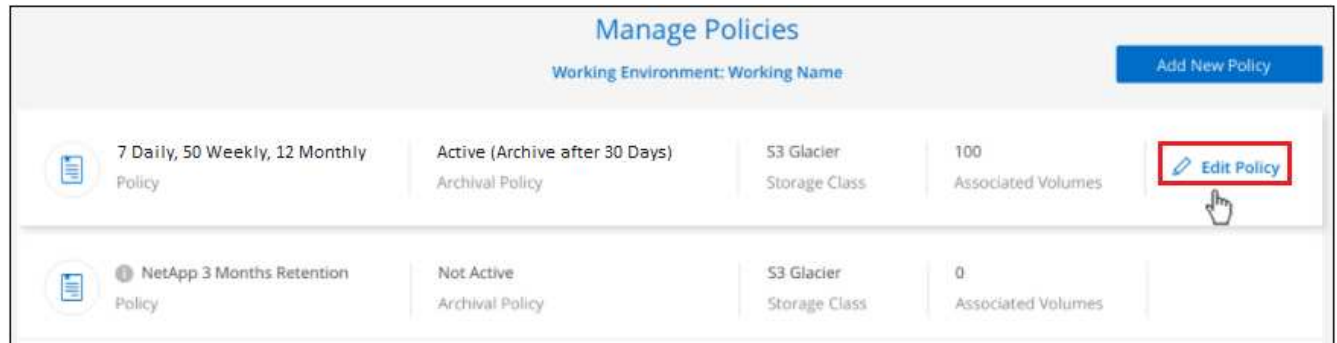 Manage Policies
Working Environment: Working Name
Add New Policy
7 Daily, 50 Weekly, 12 Monthly
Policy
Active (Archive after 30 Days)
Archival Policy
S3 Glacier
Storage Class
100
Associated Volumes
Edit Policy
NetApp 3 Months Retention
Policy
Not Active
Archival Policy
S3 Glacier
Storage Class
0
Associated Volumes